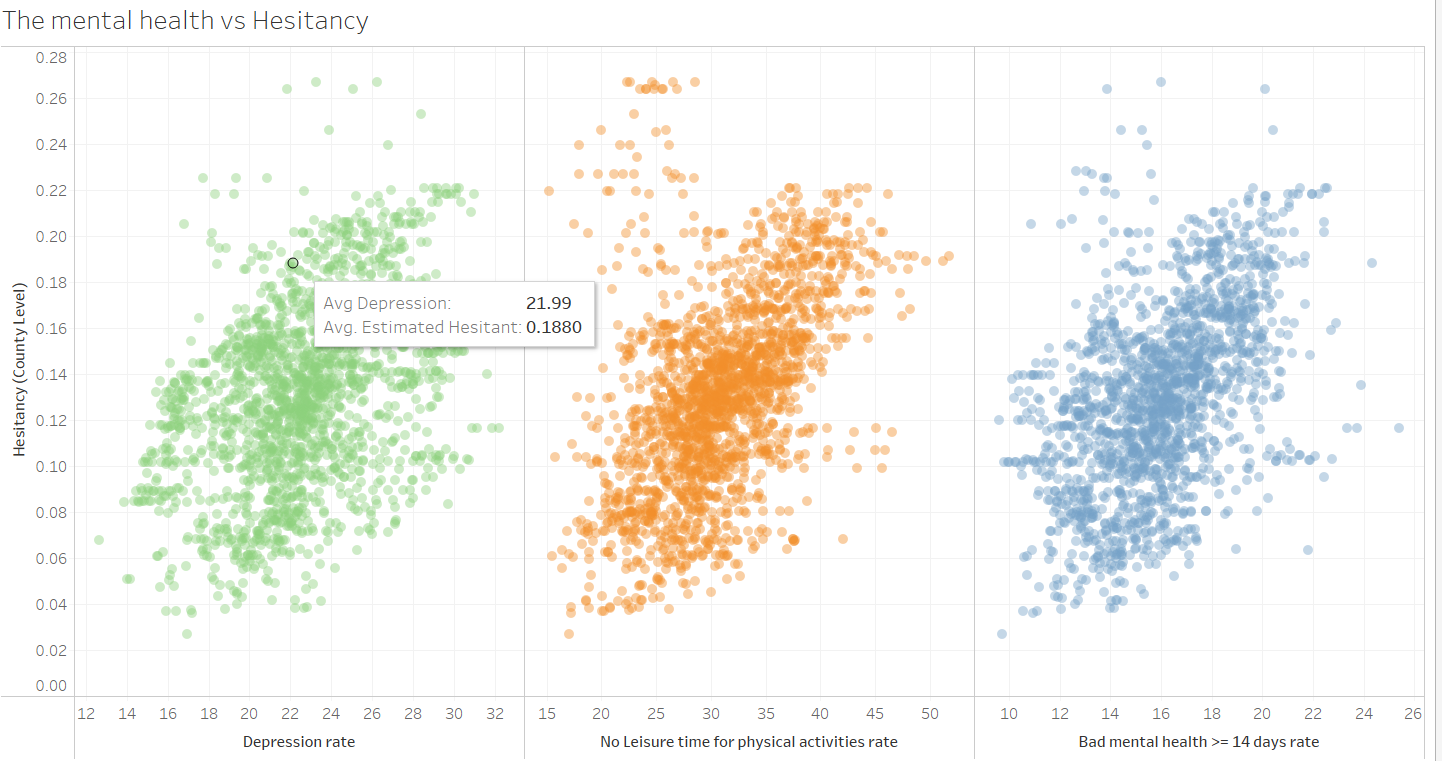 The mental health vs Hesitancy
Hesitancy (County Level)
0.28
0.26
0.24
0.22
0.20
0.18
0.16
0.14
0.12
0.10
0.08
0.06
0.04
0.02
0.00
Avg Depression: 21.99
Avg. Estimated Hesitant: 0.1880
12 14 16 18 20 22 24 26 28 30 32
Depression rate
15 20 25 30 35 40 45 50
No Leisure time for physical activities rate
10 12 14 16 18 20 22 24 26
Bad mental health >= 14 days rate